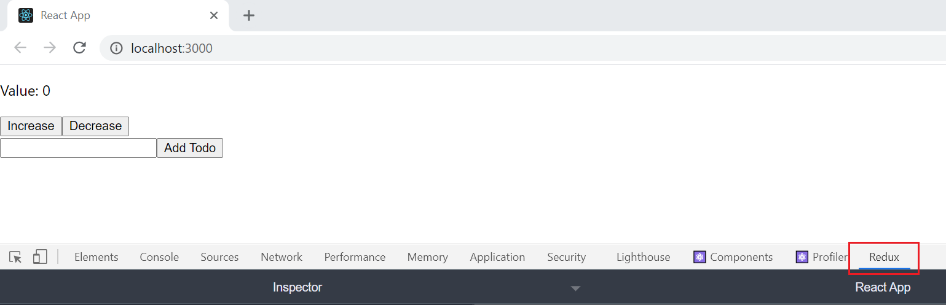 React App
localhost:3000
Value: 0
Increase Decrease
Add Todo
Elements Console Sources Network Performance Memory Application Security Lighthouse Components Profiler Redux
Inspector React App